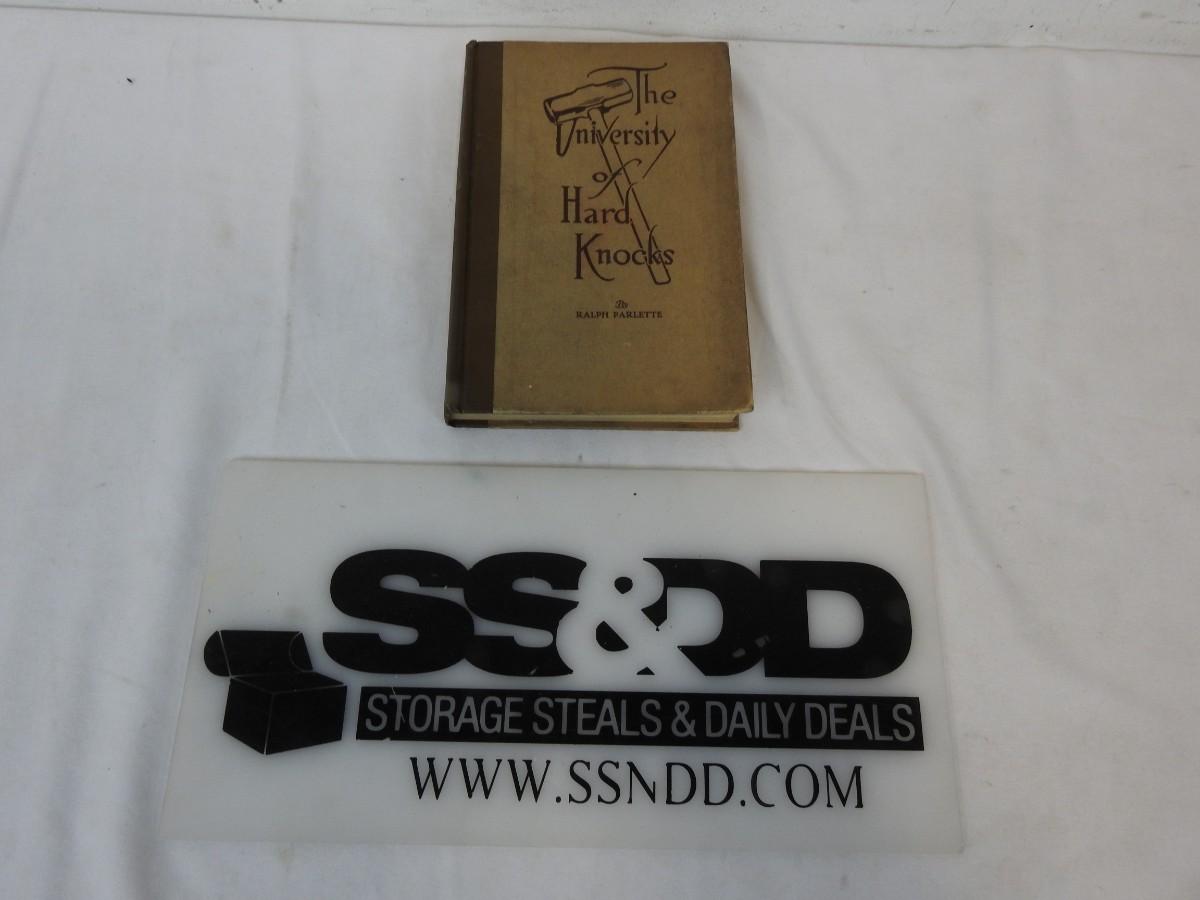 The
University
of
Hard
Knocks
By
RALPH PARLETTE
SS&DD
STORAGE STEALS & DAILY DEALS
WWW.SSNDD.COM